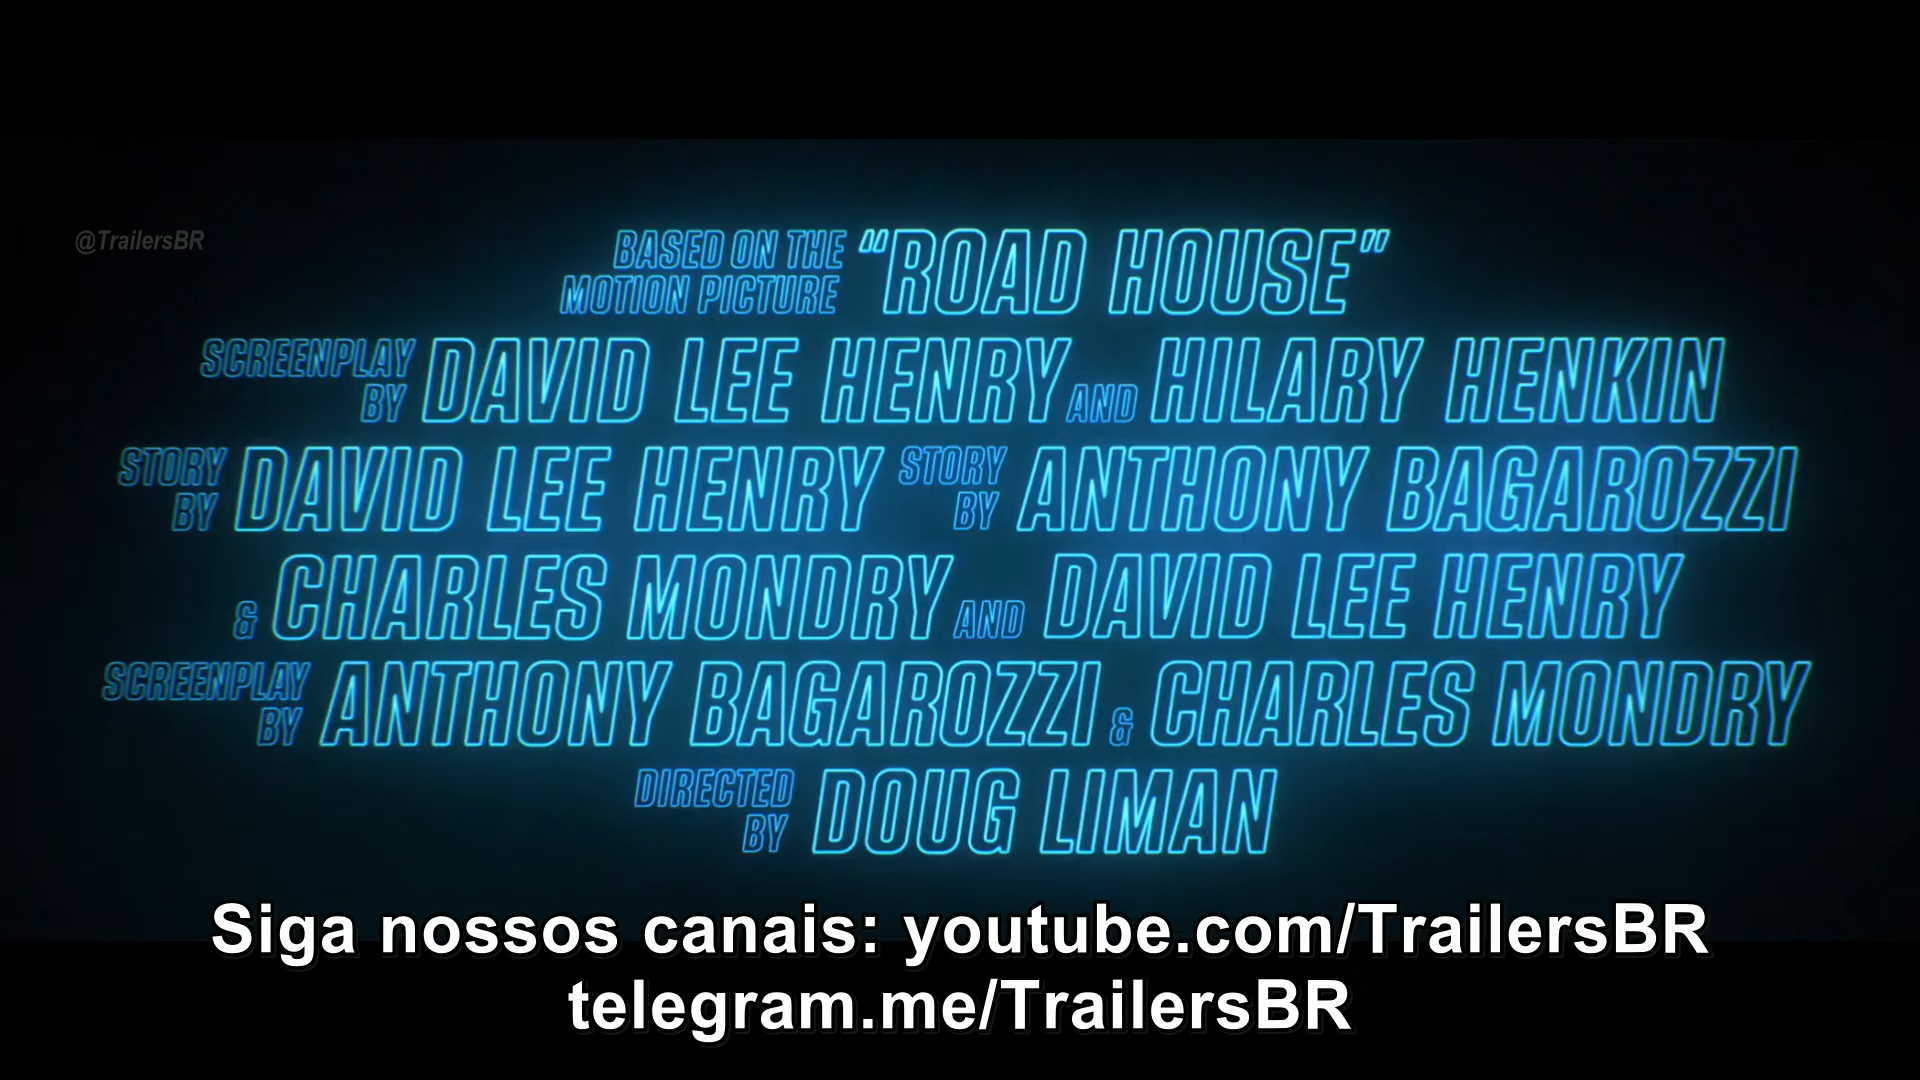 @TrailersBR
BASED ON THE MOTION PICTURE “ROAD HOUSE”
SCREENPLAY BY DAVID LEE HENRY AND HILARY HENKIN
STORY BY DAVID LEE HENRY STORY BY ANTHONY BAGAROZZI
& CHARLES MONDRY AND DAVID LEE HENRY
SCREENPLAY BY ANTHONY BAGAROZZI & CHARLES MONDRY
DIRECTED BY DOUG LIMAN
Siga nossos canais: youtube.com/TrailersBR
telegram.me/TrailersBR